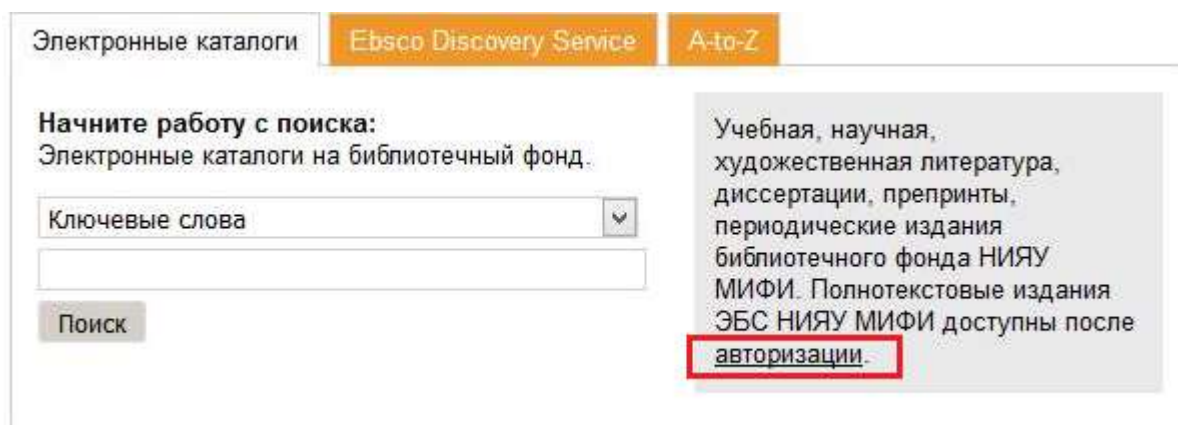 Электронные каталоги
Ebsco Discovery Service
A-to-Z
Начните работу с поиска:
Электронные каталоги на библиотечный фонд.
Ключевые слова
Поиск
Учебная, научная,
художественная литература,
диссертации, препринты,
периодические издания
библиотечного фонда НИЯУ
МИФИ. Полнотекстовые издания
ЭБС НИЯУ МИФИ доступны после
авторизации.